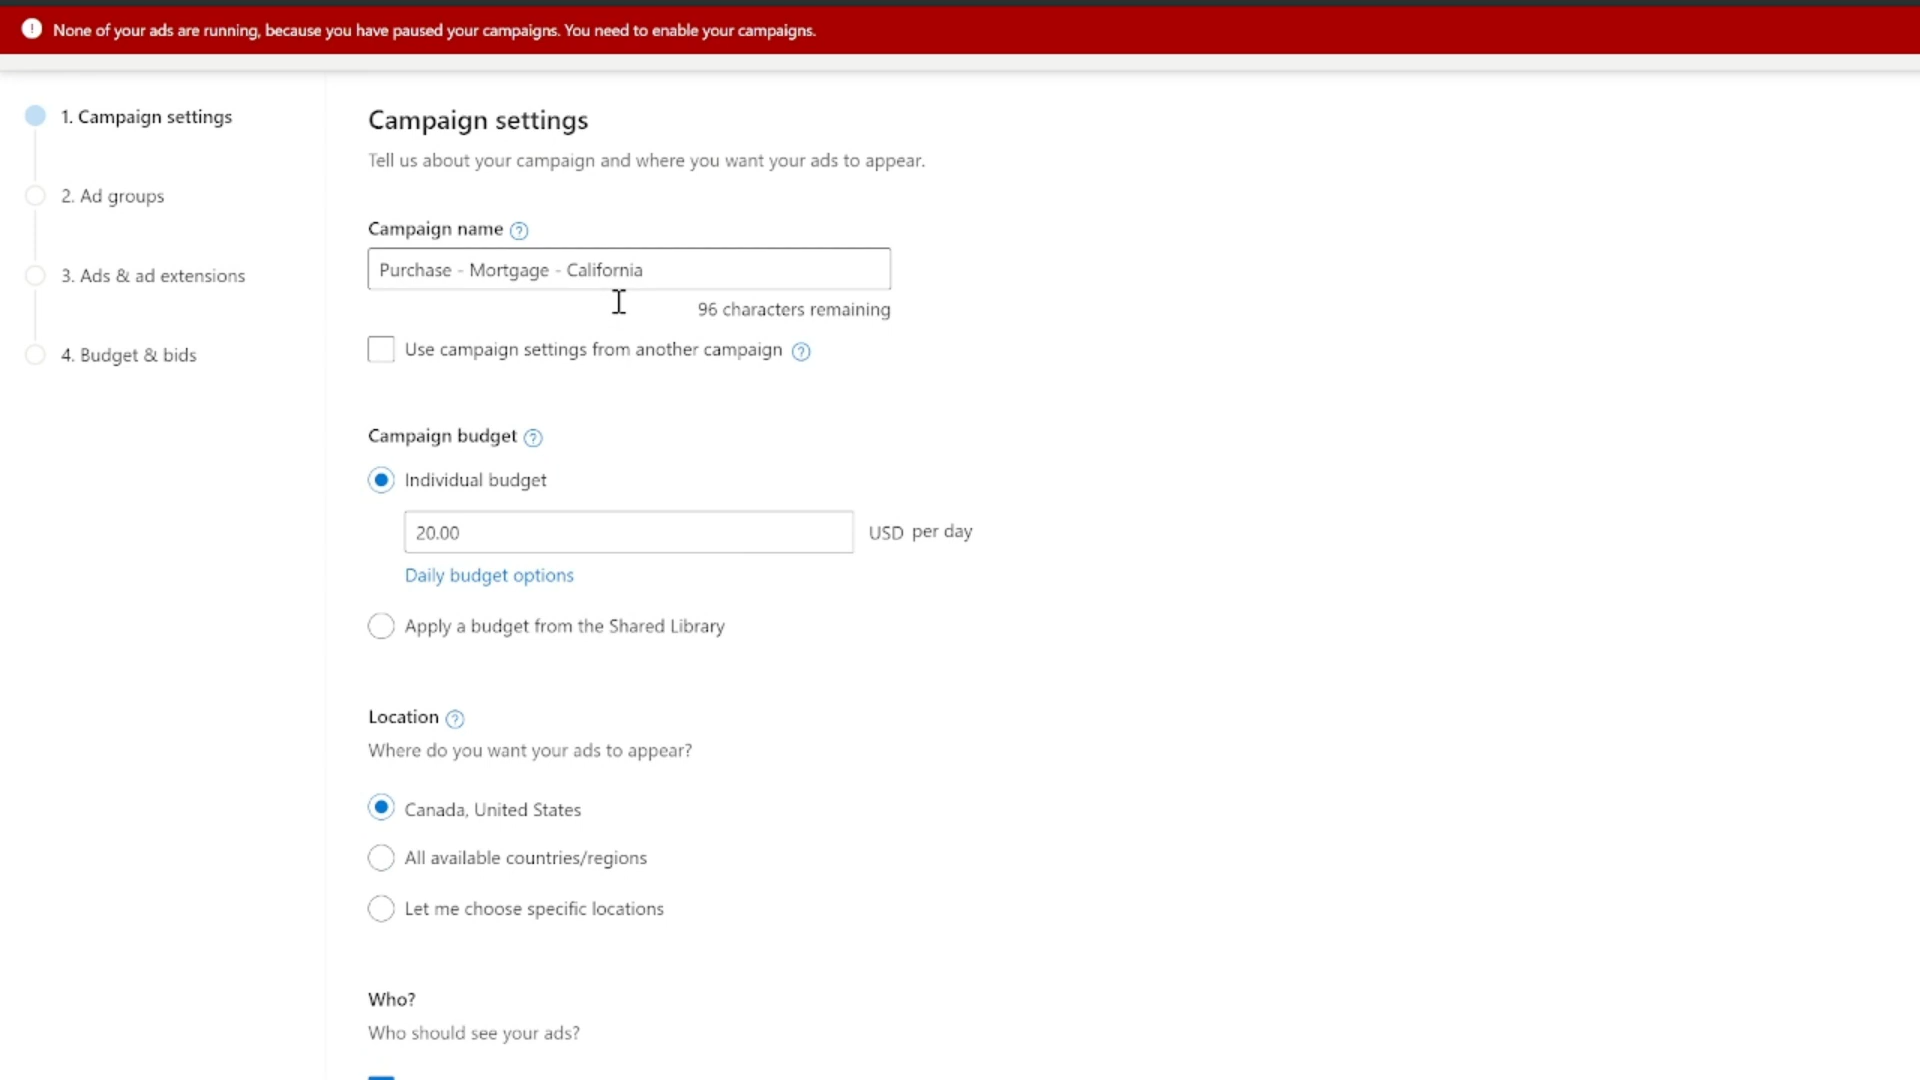 None of your ads are running, because you have paused your campaigns. You need to enable your campaigns.
1. Campaign settings
2. Ad groups
3. Ads & ad extensions
4. Budget & bids
Campaign settings
Tell us about your campaign and where you want your ads to appear.
Campaign name
Purchase - Mortgage - California
96 characters remaining
Use campaign settings from another campaign
Campaign budget
Individual budget
20.00 USD per day
Daily budget options
Apply a budget from the Shared Library
Location
Where do you want your ads to appear?
Canada, United States
All available countries/regions
Let me choose specific locations
Who?
Who should see your ads?